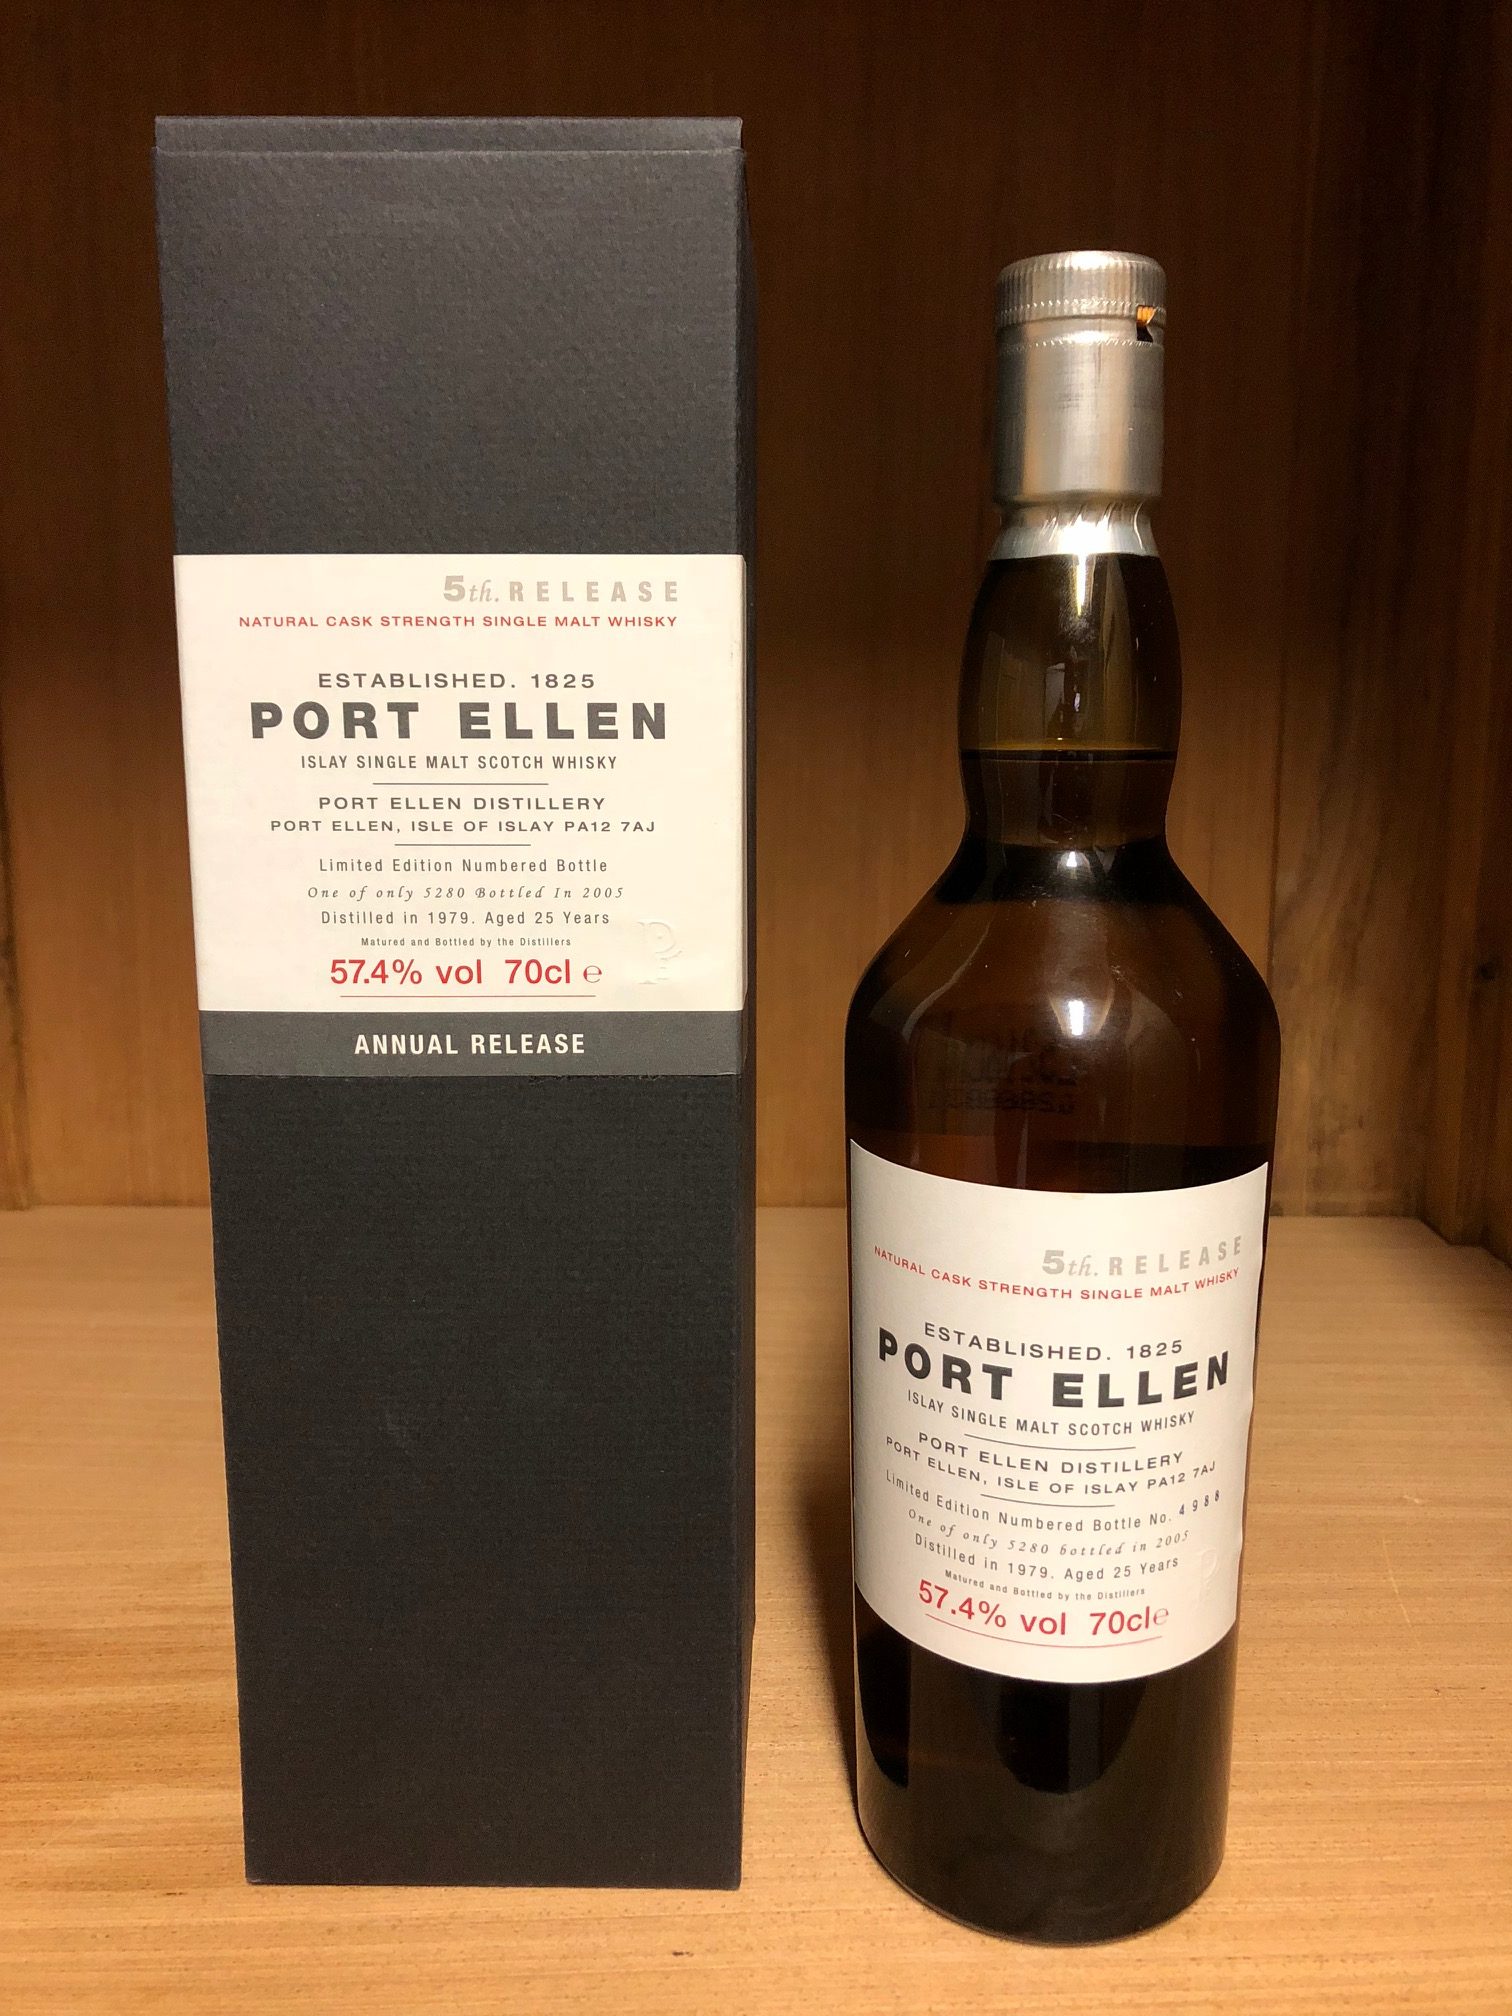 5th. RELEASE
NATURAL CASK STRENGTH SINGLE MALT WHISKY
ESTABLISHED. 1825
PORT ELLEN
ISLAY SINGLE MALT SCOTCH WHISKY
PORT ELLEN DISTILLERY
PORT ELLEN, ISLE OF ISLAY PA12 7AJ
Limited Edition Numbered Bottle
One of only 5280 Bottled In 2005
Distilled in 1979. Aged 25 Years
Matured and Bottled by the Distillers
57.4% vol 70cl ℮
ANNUAL RELEASE
5th. RELEASE
NATURAL CASK STRENGTH SINGLE MALT WHISKY
ESTABLISHED. 1825
PORT ELLEN
ISLAY SINGLE MALT SCOTCH WHISKY
PORT ELLEN DISTILLERY
PORT ELLEN, ISLE OF ISLAY PA12 7AJ
Limited Edition Numbered Bottle No. 4988
One of only 5280 bottled in 2005
Distilled in 1979. Aged 25 Years
Matured and Bottled by the Distillers
57.4% vol 70cl ℮